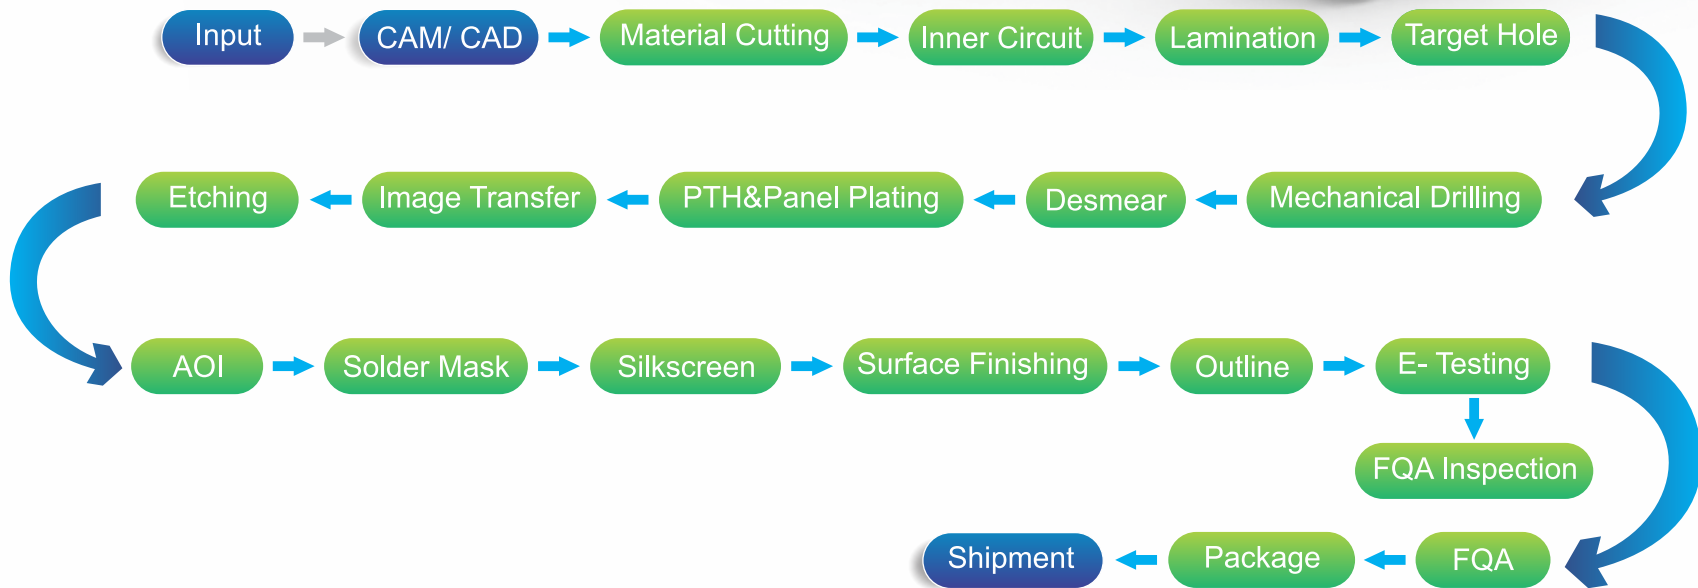 Input
CAM/ CAD
Material Cutting
Inner Circuit
Lamination
Target Hole
Mechanical Drilling
Desmear
PTH&Panel Plating
Image Transfer
Etching
AOI
Solder Mask
Silkscreen
Surface Finishing
Outline
E- Testing
FQA Inspection
FQA
Package
Shipment